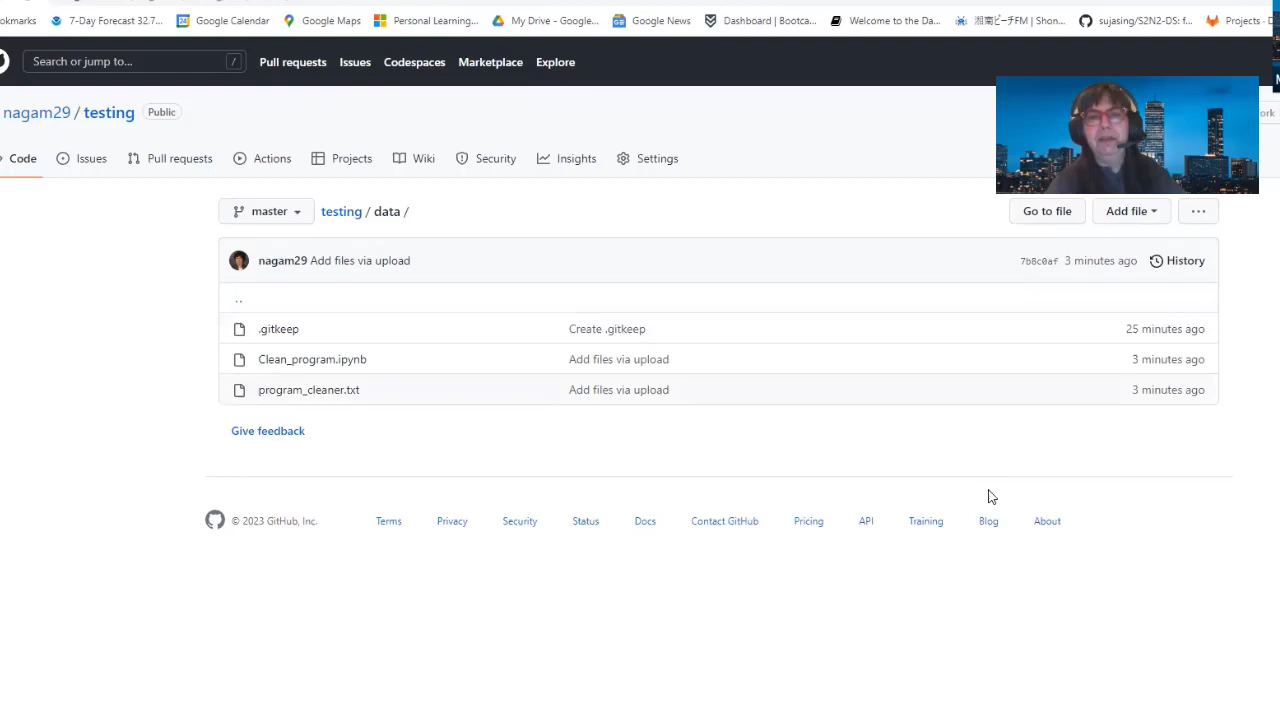 okmarks 7-Day Forecast 32.7... Google Calendar Google Maps Personal Learning... My Drive - Google... Google News Dashboard | Bootca... Welcome to the Da... 湘南ビーチFM | Shon... sujasing/S2N2-DS: f... Projects - D
Search or jump to... / Pull requests Issues Codespaces Marketplace Explore
nagam29 / testing Public
ork
Code Issues Pull requests Actions Projects Wiki Security Insights Settings
master testing / data / Go to file Add file ...
nagam29 Add files via upload 7b8c0af 3 minutes ago History
..
.gitkeep Create .gitkeep 25 minutes ago
Clean_program.ipynb Add files via upload 3 minutes ago
program_cleaner.txt Add files via upload 3 minutes ago
Give feedback
© 2023 GitHub, Inc. Terms Privacy Security Status Docs Contact GitHub Pricing API Training Blog About